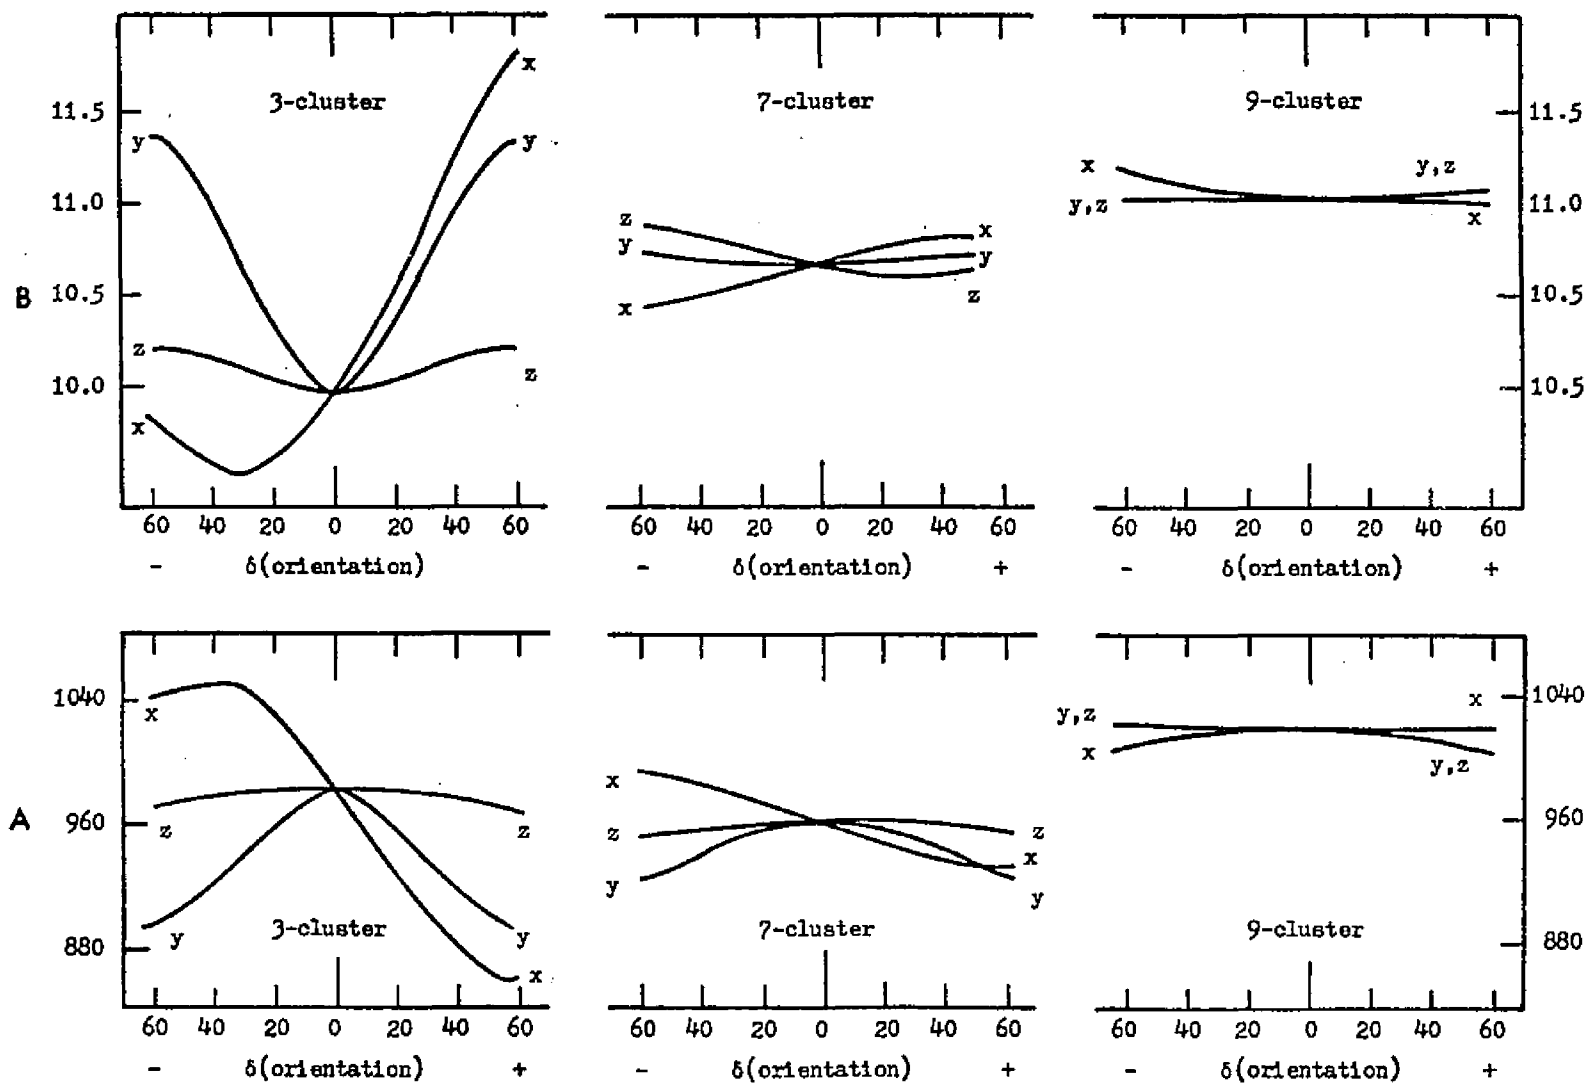 3-cluster
7-cluster
9-cluster
B
11.5
11.0
10.5
10.0
y
z
x
x
y
z
z
y
x
x
y
z
x
y,z
y,z
x
11.5
11.0
10.5
10.5
60 40 20 0 20 40 60
60 40 20 0 20 40 60
60 40 20 0 20 40 60
- δ(orientation)
- δ(orientation) +
- δ(orientation) +
A
1040
960
880
x
z
y
z
y
x
3-cluster
x
z
y
z
x
y
7-cluster
y,z
x
x
y,z
9-cluster
1040
960
880
60 40 20 0 20 40 60
60 40 20 0 20 40 60
60 40 20 0 20 40 60
- δ(orientation) +
- δ(orientation) +
- δ(orientation) +